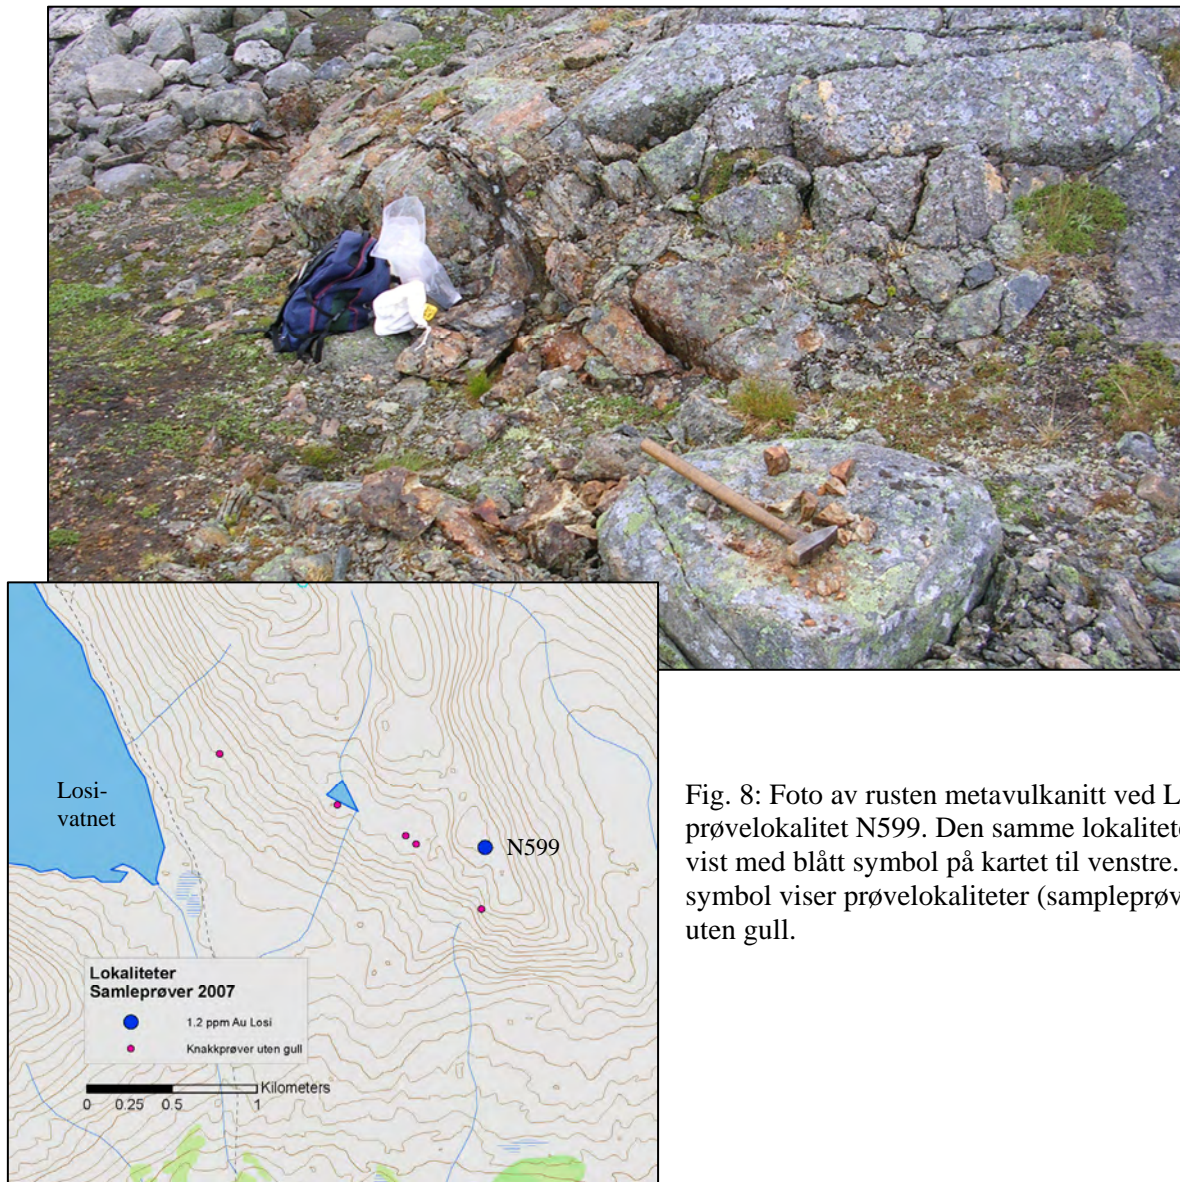 Losi-
vatnet
N599
Lokaliteter
Samleprøver 2007
1.2 ppm Au Losi
Knakkprøver uten gull
Kilometers
0 0.25 0.5 1
Fig. 8: Foto av rusten metavulkanitt ved
prøvelokalitet N599. Den samme
vist med blått symbol på kartet til venstre.
symbol viser prøvelokaliteter
uten gull.